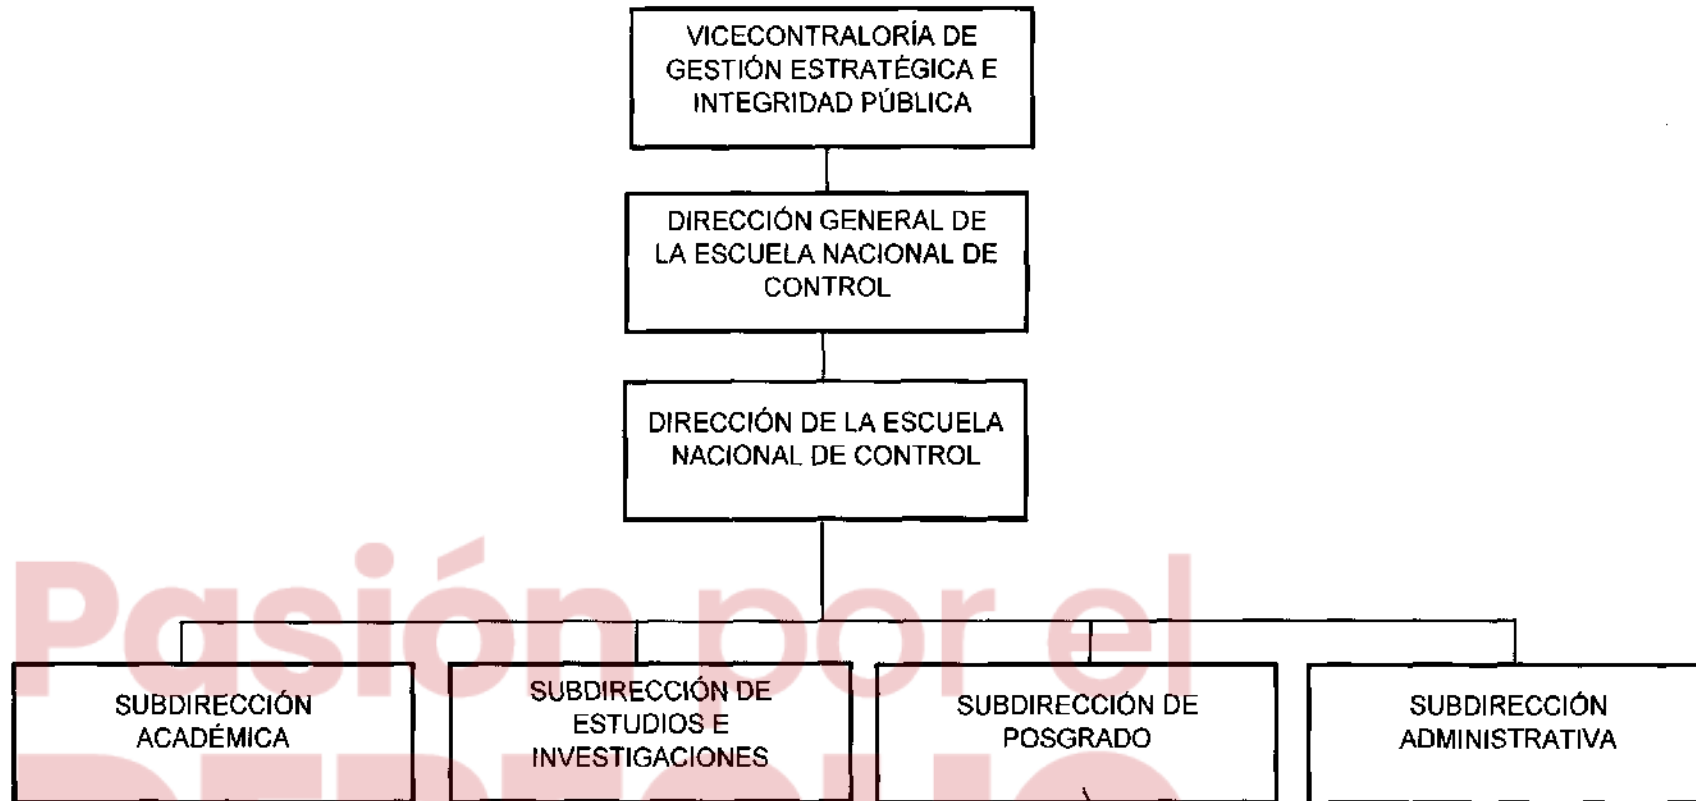 VICECONTRALORÍA DE
GESTIÓN ESTRATÉGICA E
INTEGRIDAD PÚBLICA
DIRECCIÓN GENERAL DE
LA ESCUELA NACIONAL DE
CONTROL
DIRECCIÓN DE LA ESCUELA
NACIONAL DE CONTROL
Pasión por el
SUBDIRECCIÓN
ACADÉMICA
SUBDIRECCIÓN DE
ESTUDIOS E
INVESTIGACIONES
SUBDIRECCIÓN DE
POSGRADO
SUBDIRECCIÓN
ADMINISTRATIVA